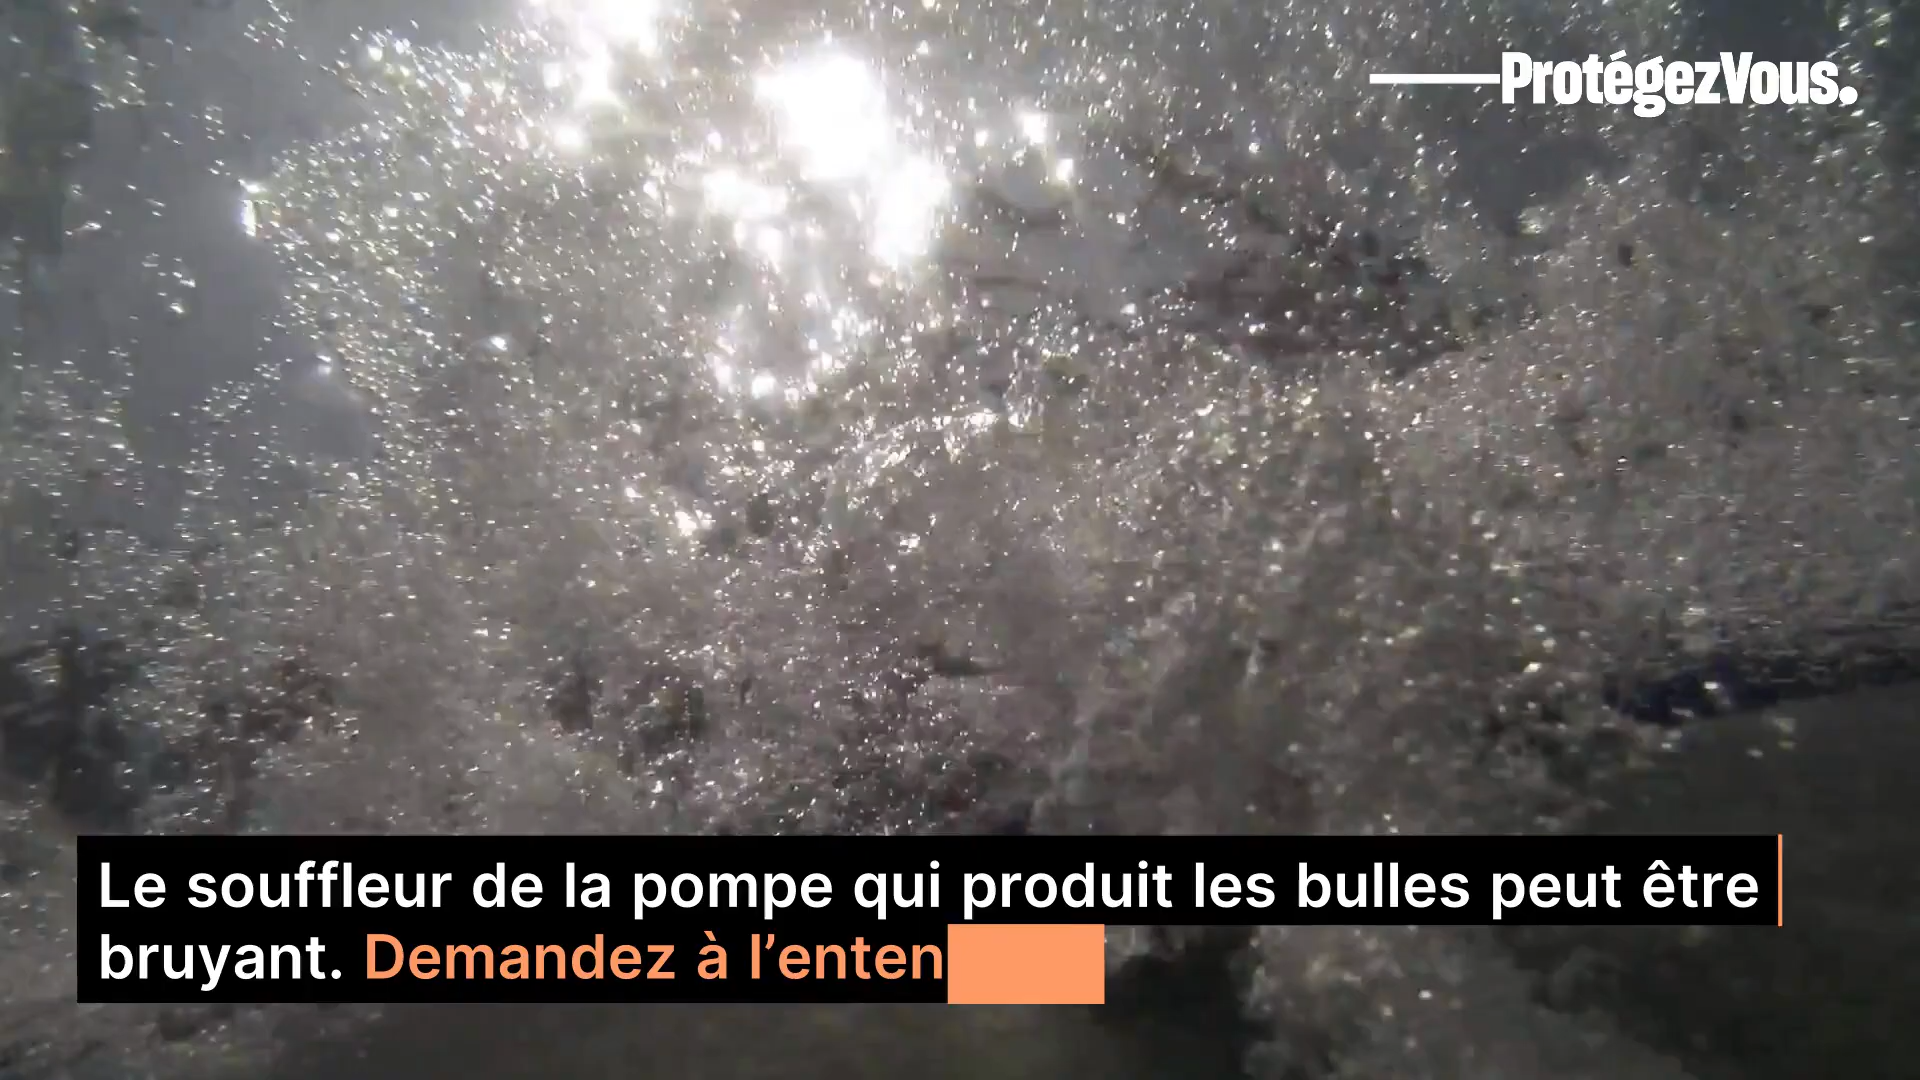 ProtégezVous.
Le souffleur de la pompe qui produit les bulles peut être
bruyant. Demandez à l’enten